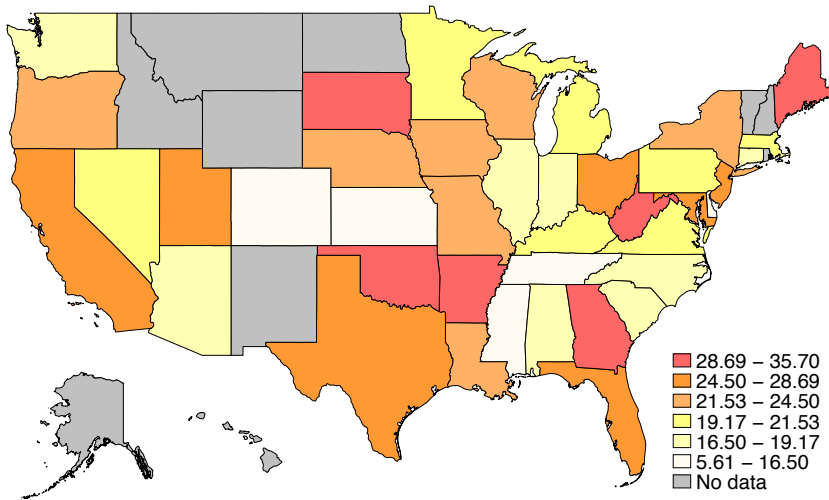 28.69 – 35.70
24.50 – 28.69
21.53 – 24.50
19.17 – 21.53
16.50 – 19.17
5.61 – 16.50
No data